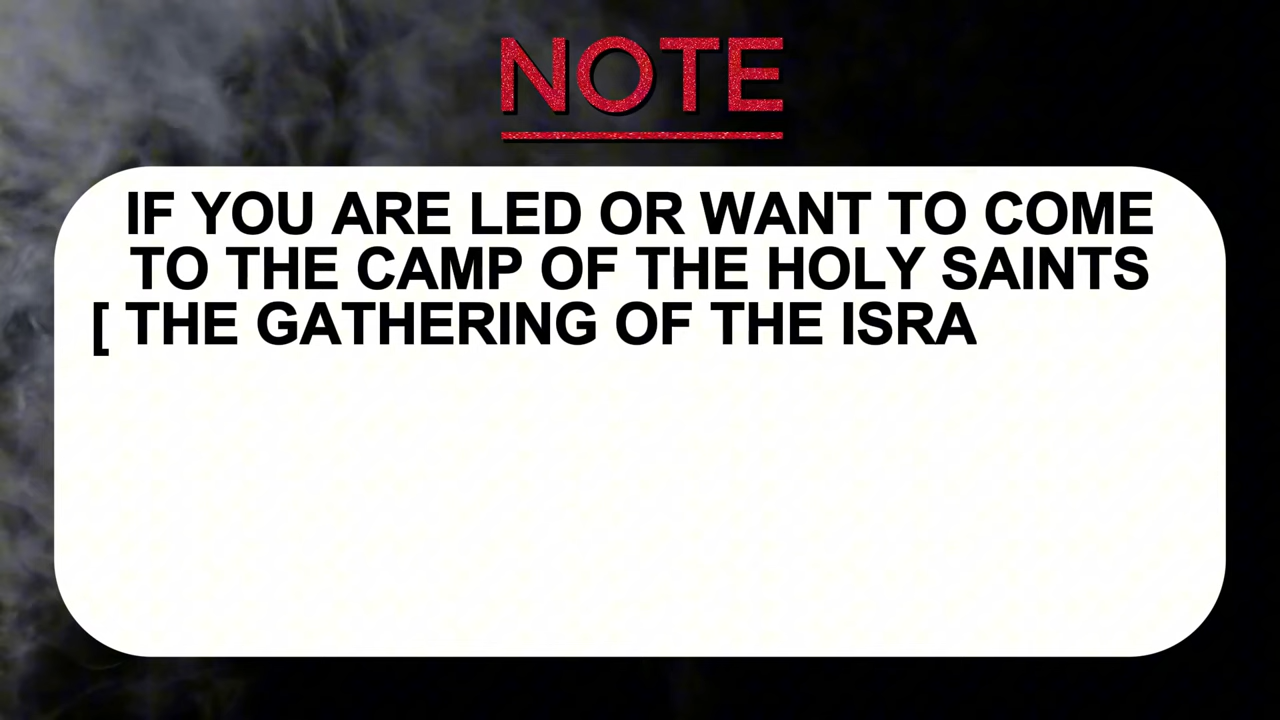 NOTE
IF YOU ARE LED OR WANT TO COME
TO THE CAMP OF THE HOLY SAINTS
[ THE GATHERING OF THE ISRA